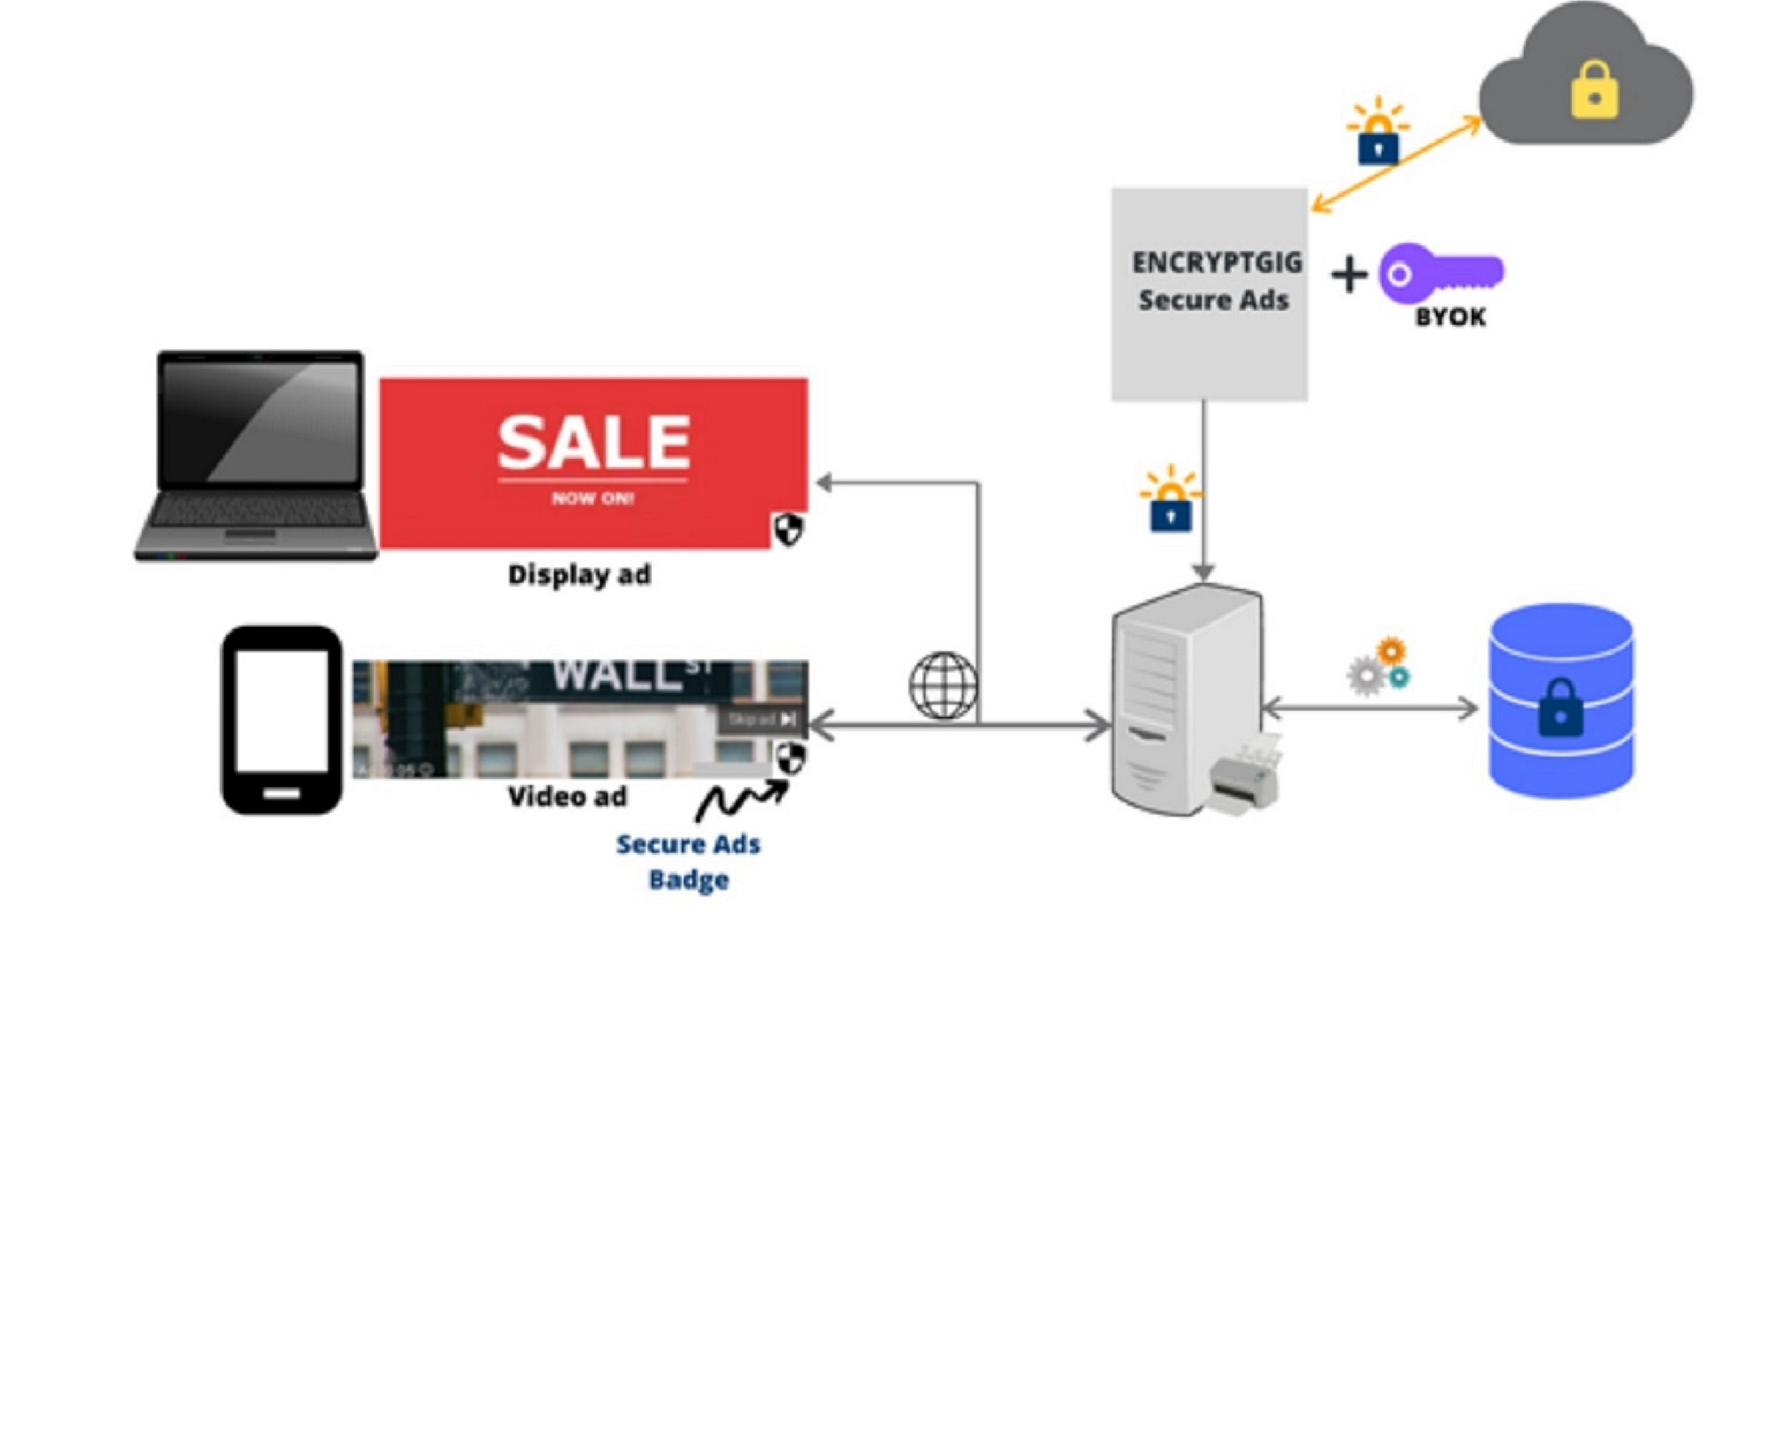 ENCRYPTGIG
Secure Ads
BYOK
SALE
NOW ON!
Display ad
WALL ST
Skip ad
Video ad
Secure Ads
Badge